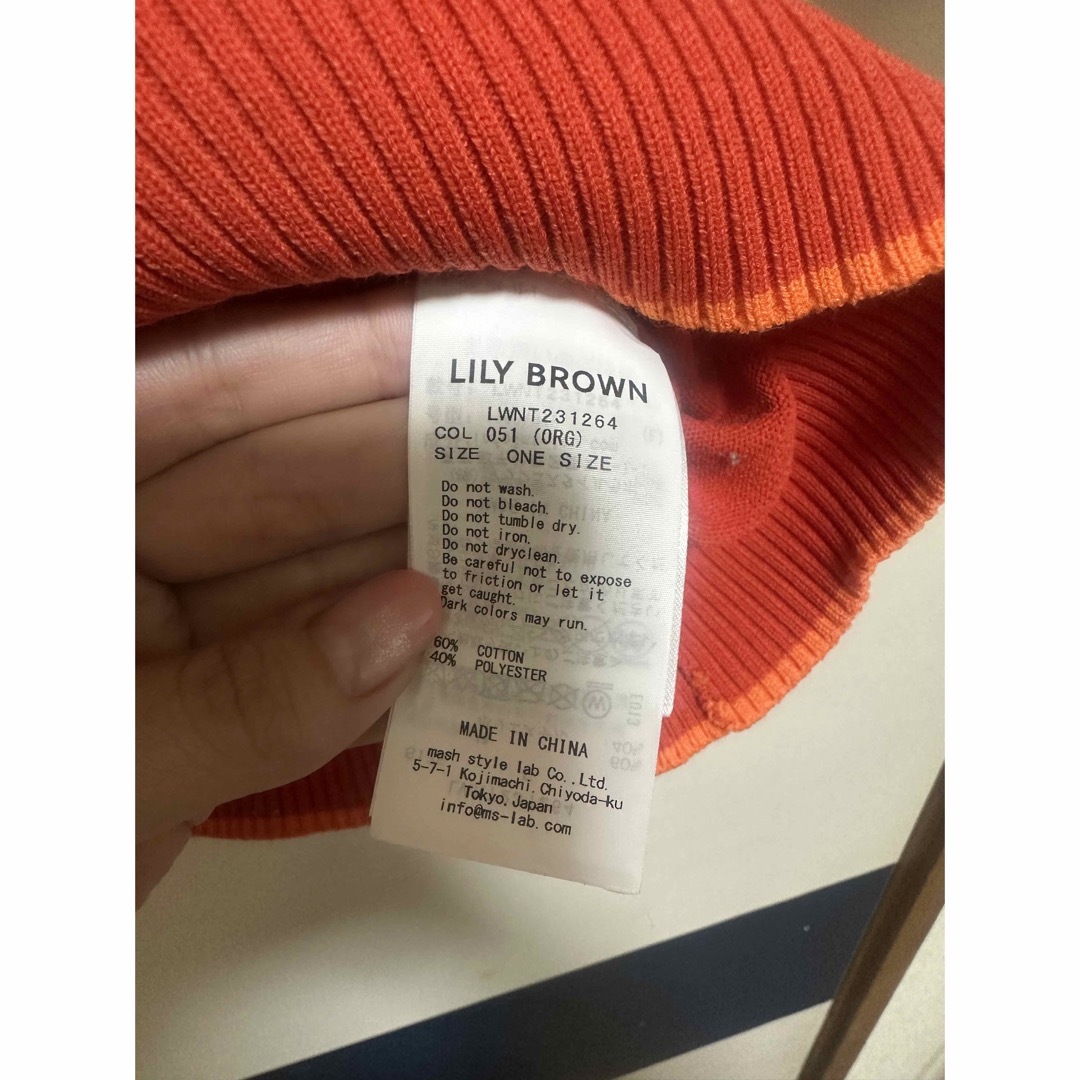 LILY BROWN
LWNT231264
COL 051 (ORG)
SIZE ONE SIZE
Do not wash.
Do not bleach.
Do not tumble dry.
Do not iron.
Do not dryclean.
Be careful not to expose
to friction or let it
get caught.
Dark colors may run.
60% COTTON
40% POLYESTER
MADE IN CHINA
mash style lab Co.,Ltd.
5-7-1 Kojimachi, Chiyoda-ku
Tokyo, Japan
info@ms-lab.com